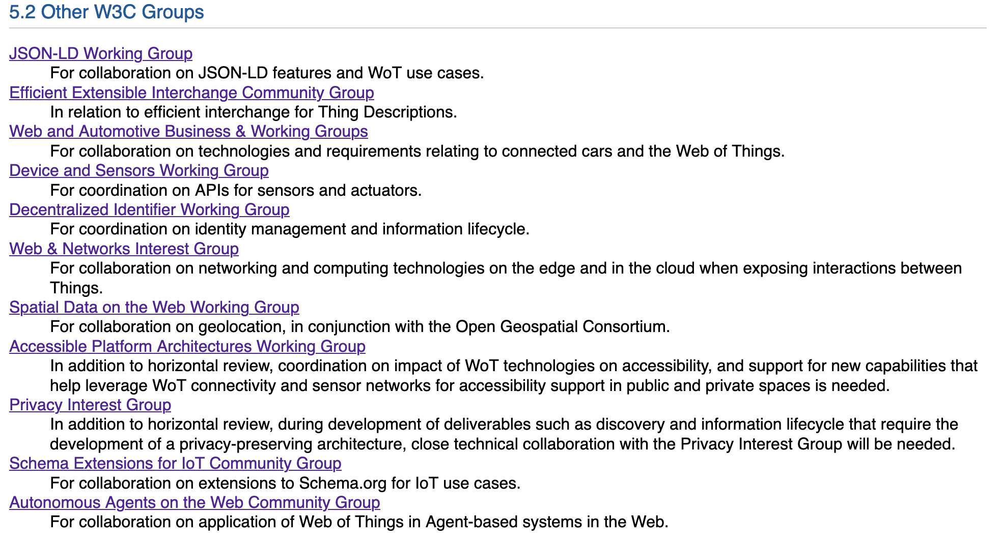 5.2 Other W3C Groups
JSON-LD Working Group
For collaboration on JSON-LD features and WoT use cases.
Efficient Extensible Interchange Community Group
In relation to efficient interchange for Thing Descriptions.
Web and Automotive Business & Working Groups
For collaboration on technologies and requirements relating to connected cars and the Web of Things.
Device and Sensors Working Group
For coordination on APIs for sensors and actuators.
Decentralized Identifier Working Group
For coordination on identity management and information lifecycle.
Web & Networks Interest Group
For collaboration on networking and computing technologies on the edge and in the cloud when exposing interactions between
Things.
Spatial Data on the Web Working Group
For collaboration on geolocation, in conjunction with the Open Geospatial Consortium.
Accessible Platform Architectures Working Group
In addition to horizontal review, coordination on impact of WoT technologies on accessibility, and support for new capabilities that
help leverage WoT connectivity and sensor networks for accessibility support in public and private spaces is needed.
Privacy Interest Group
In addition to horizontal review, during development of deliverables such as discovery and information lifecycle that require the
development of a privacy-preserving architecture, close technical collaboration with the Privacy Interest Group will be needed.
Schema Extensions for IoT Community Group
For collaboration on extensions to Schema.org for IoT use cases.
Autonomous Agents on the Web Community Group
For collaboration on application of Web of Things in Agent-based systems in the Web.